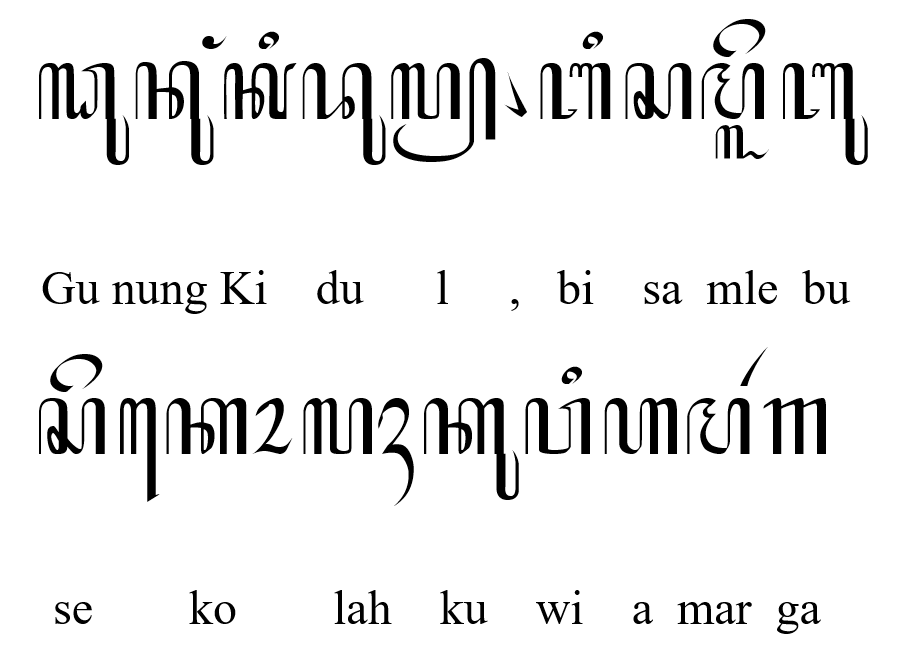 ꦓꦸꦟꦸꦁꦑꦶꦢꦸꦭ꧀꧈ꦧꦶꦱꦩ꧀ꦭꦼꦧꦸ
Gu nung Ki du l , bi sa mle bu
ꦱꦼꦏꦺꦴꦭꦃꦏꦸꦮꦶꦲꦩꦂꦒ
se ko lah ku wi a mar ga